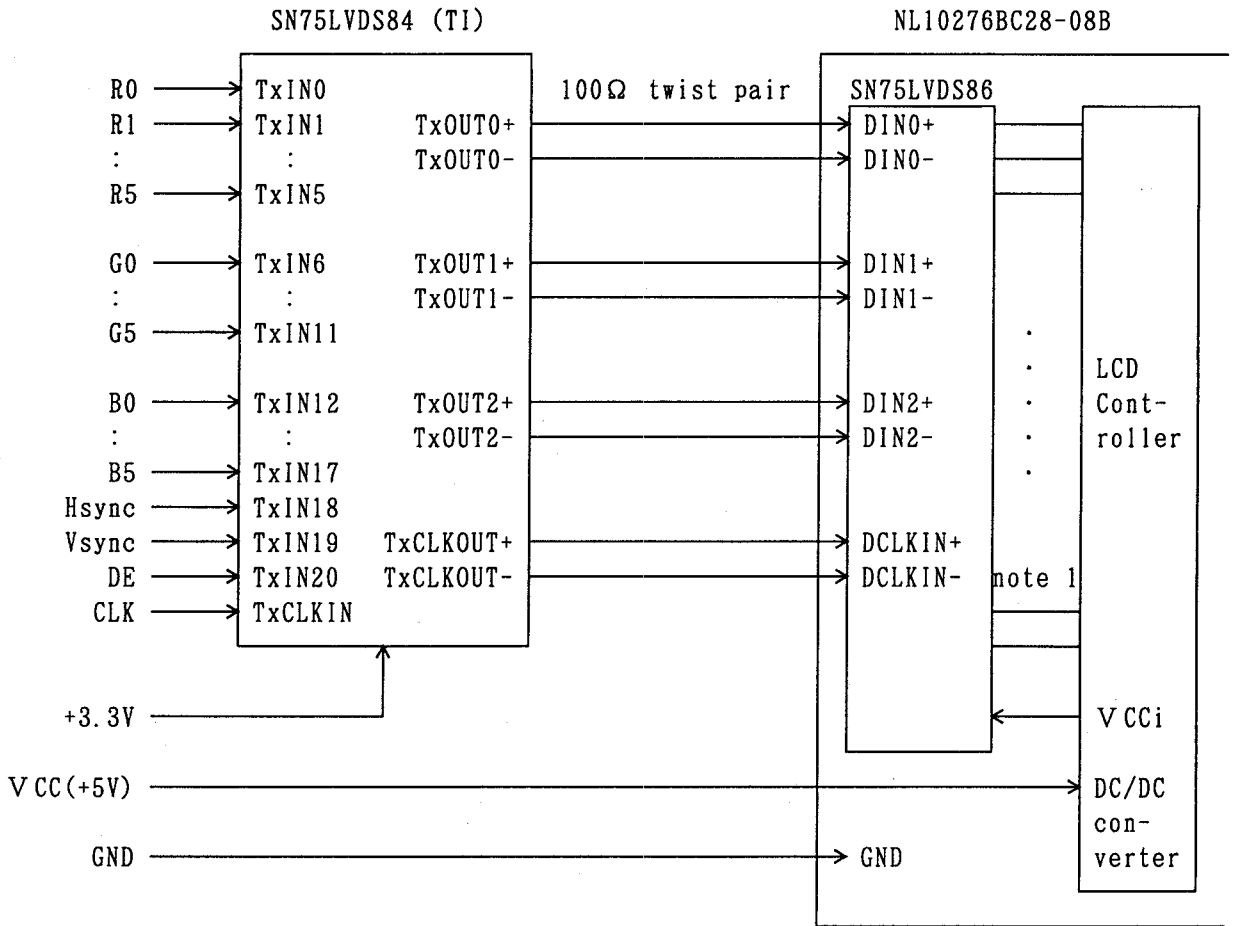 SN75LVDS84 (TI)
NL10276BC28-08B
R0 TxIN0 100Ω twist pair SN75LVDS86
R1 TxIN1 TxOUT0+ DIN0+
: : TxOUT0- DIN0-
R5 TxIN5
G0 TxIN6 TxOUT1+ DIN1+
: : TxOUT1- DIN1-
G5 TxIN11
LCD
B0 TxIN12 TxOUT2+ DIN2+ Cont-
: : TxOUT2- DIN2- roller
B5 TxIN17
Hsync TxIN18
Vsync TxIN19 TxCLKOUT+ DCLKIN+
DE TxIN20 TxCLKOUT- DCLKIN- note 1
CLK TxCLKIN
+3.3V VCCi
VCC(+5V) DC/DC
con-
GND GND verter